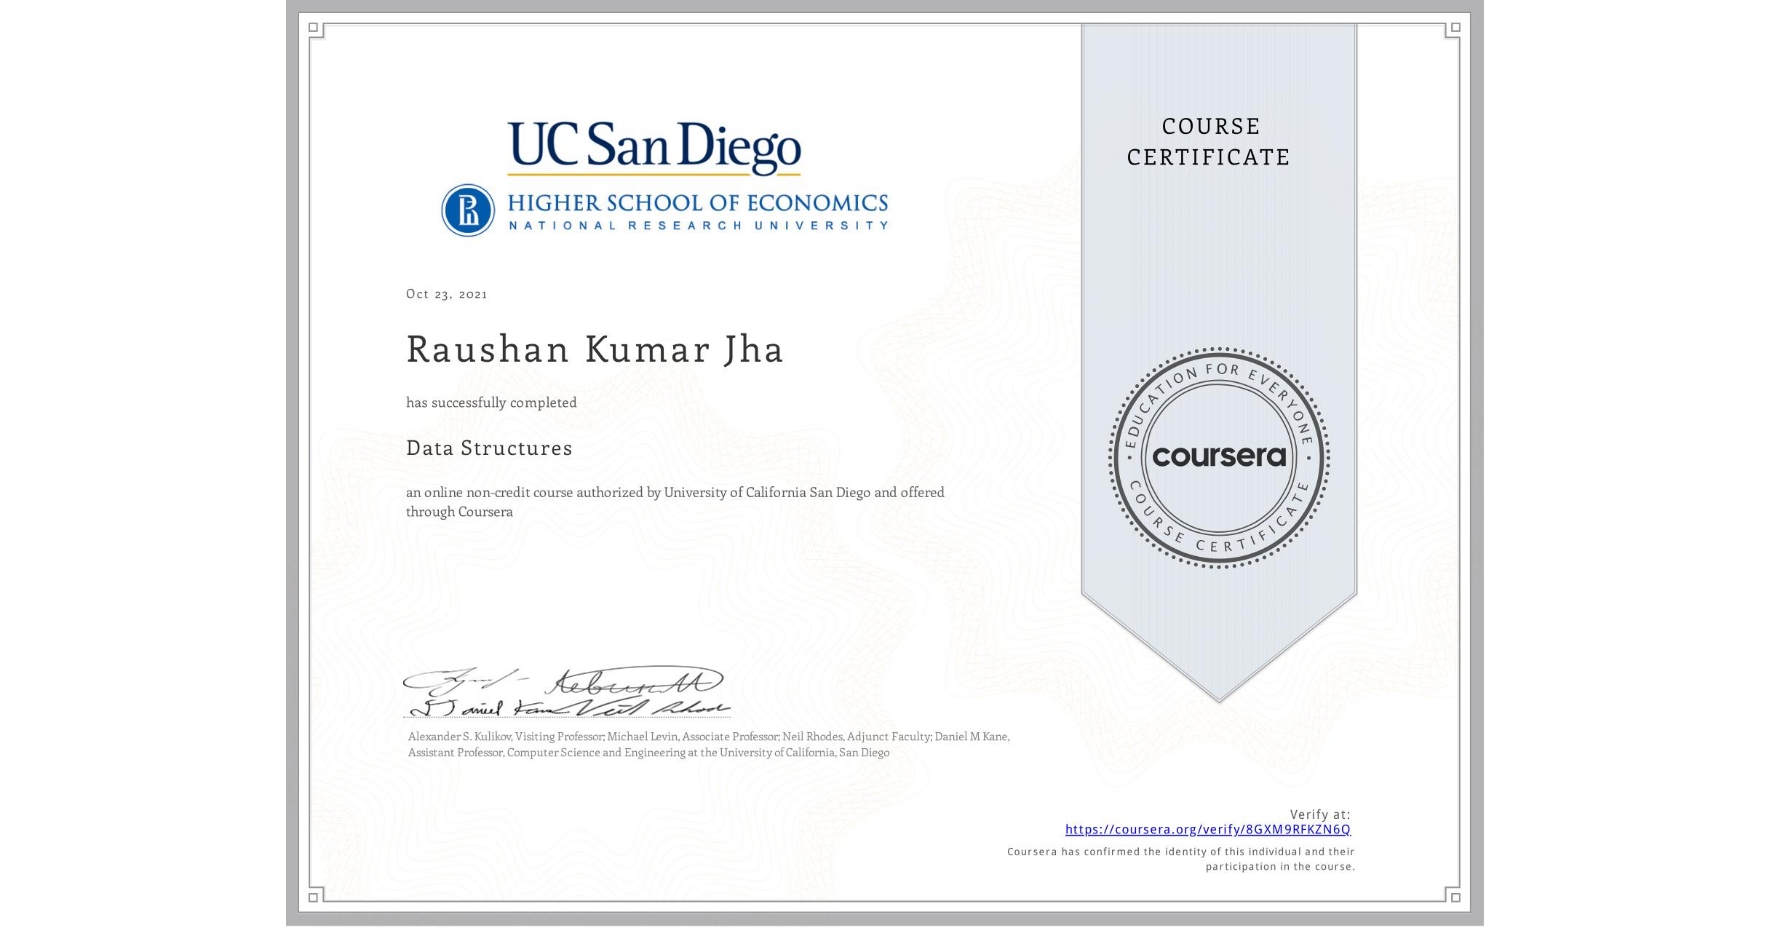 UC San Diego
HIGHER SCHOOL OF ECONOMICS
NATIONAL RESEARCH UNIVERSITY
COURSE
CERTIFICATE
Oct 23, 2021
Raushan Kumar Jha
has successfully completed
Data Structures
an online non-credit course authorized by University of California San Diego and offered
through Coursera
EDUCATION FOR EVERYONE
coursera
COURSE CERTIFICATE
Alexander S. Kulikov, Visiting Professor; Michael Levin, Associate Professor; Neil Rhodes, Adjunct Faculty; Daniel M Kane,
Assistant Professor, Computer Science and Engineering at the University of California, San Diego
Verify at:
https://coursera.org/verify/8GXM9RFKZN6Q
Coursera has confirmed the identity of this individual and their
participation in the course.